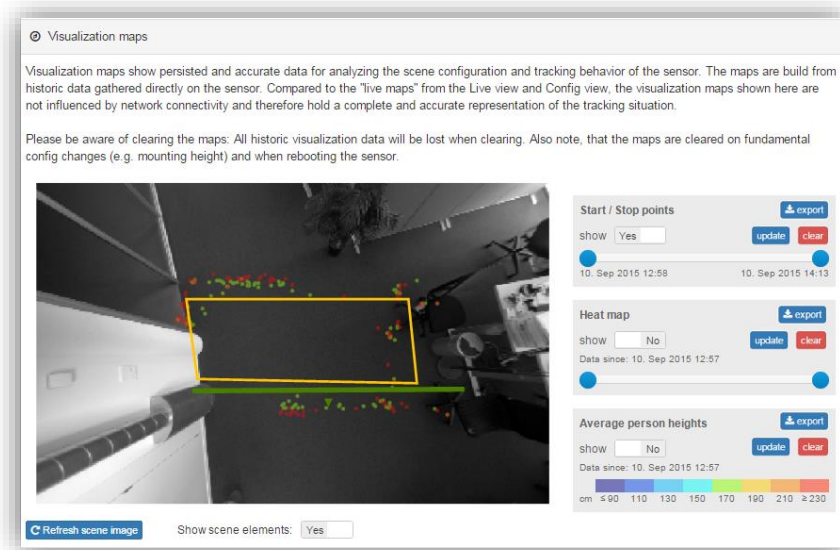 Visualization maps
Visualization maps show persisted and accurate data for analyzing the scene configuration and tracking behavior of the sensor. The maps are build from
historic data gathered directly on the sensor. Compared to the "live maps" from the Live view and Config view, the visualization maps shown here are
not influenced by network connectivity and therefore hold a complete and accurate representation of the tracking situation.
Please be aware of clearing the maps: All historic visualization data will be lost when clearing. Also note, that the maps are cleared on fundamental
config changes (e.g. mounting height) and when rebooting the sensor.
Start / Stop points export
show Yes update clear
10. Sep 2015 12:58 10. Sep 2015 14:13
Heat map export
show No update clear
Data since: 10. Sep 2015 12:57
Average person heights export
show No update clear
Data since: 10. Sep 2015 12:57
cm ≤ 90 110 130 150 170 190 210 ≥ 230
Refresh scene image Show scene elements: Yes